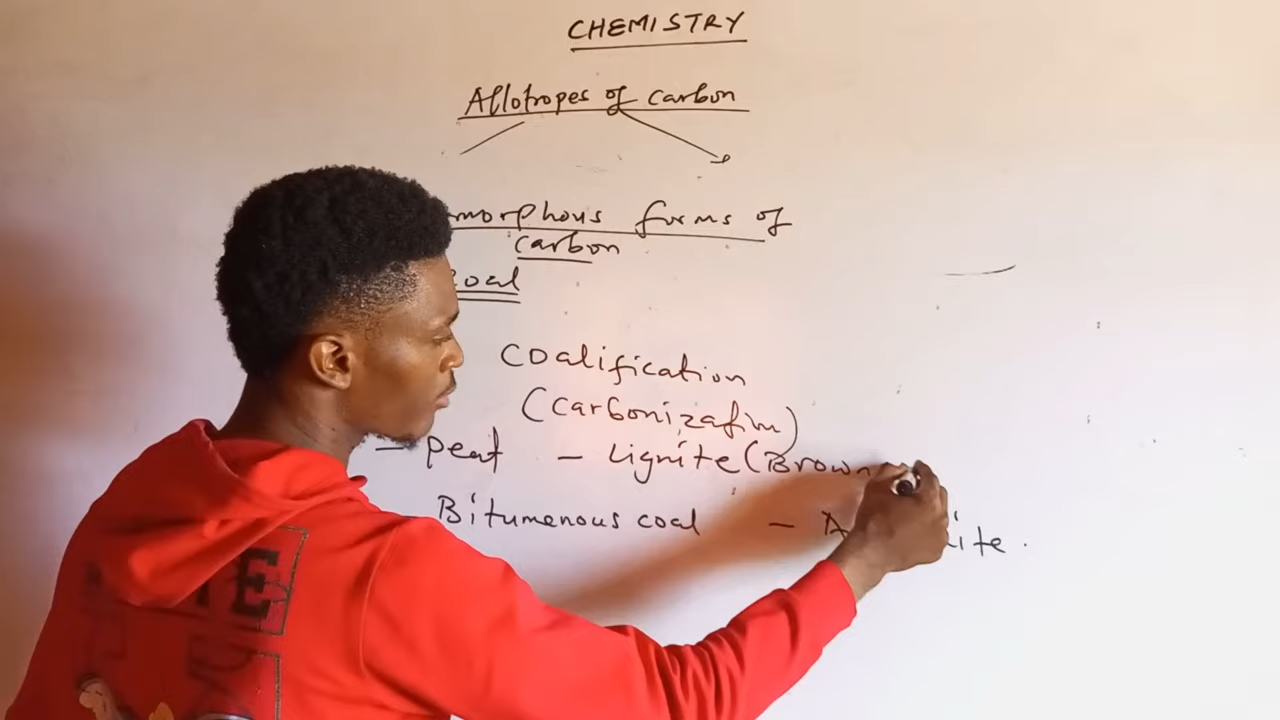 CHEMISTRY
Allotropes of carbon
morphous forms of
carbon
oal
Coalification
(carbonization)
- peat - Lignite (Brown
Bitumenous coal - A ite.